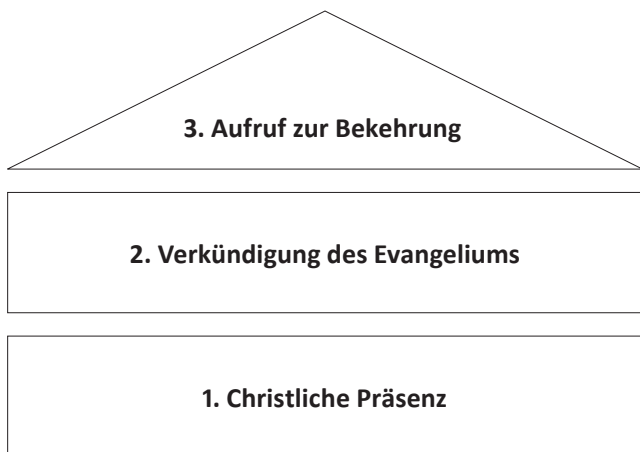 3. Aufruf zur Bekehrung
2. Verkündigung des Evangeliums
1. Christliche Präsenz